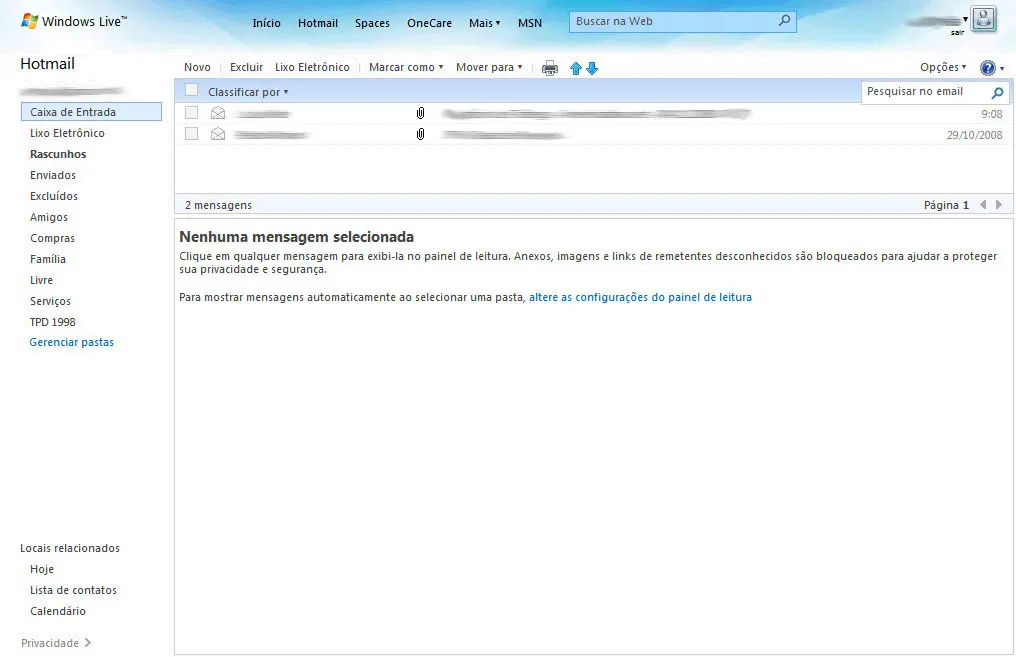 Windows Live™ Início Hotmail Spaces OneCare Mais MSN Buscar na Web
sair
Hotmail
Novo Excluir Lixo Eletrônico Marcar como Mover para Opções
Classificar por Pesquisar no email
Caixa de Entrada 9:08
Lixo Eletrônico 29/10/2008
Rascunhos
Enviados
Excluídos
2 mensagens Página 1
Amigos
Compras
Família
Livre
Serviços
TPD 1998
Gerenciar pastas
Nenhuma mensagem selecionada
Clique em qualquer mensagem para exibi-la no painel de leitura. Anexos, imagens e links de remetentes desconhecidos são bloqueados para ajudar a proteger
sua privacidade e segurança.
Para mostrar mensagens automaticamente ao selecionar uma pasta, altere as configurações do painel de leitura
Locais relacionados
Hoje
Lista de contatos
Calendário
Privacidade